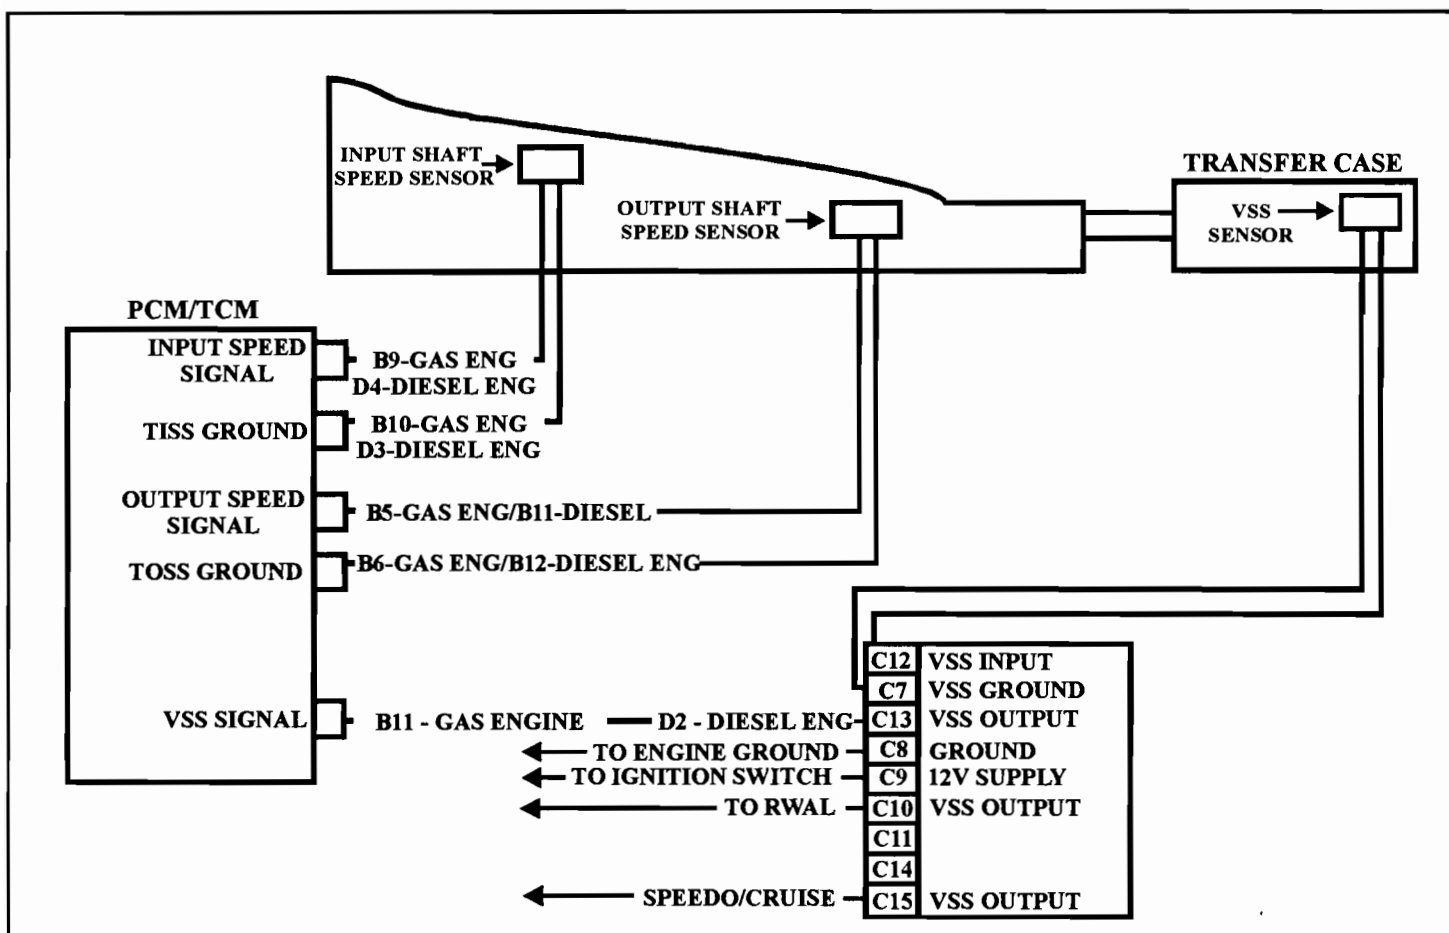 INPUT SHAFT
SPEED SENSOR
OUTPUT SHAFT
SPEED SENSOR
TRANSFER CASE
VSS
SENSOR
PCM/TCM
INPUT SPEED
SIGNAL
B9-GAS ENG
D4-DIESEL ENG
TISS GROUND
B10-GAS ENG
D3-DIESEL ENG
OUTPUT SPEED
SIGNAL
B5-GAS ENG/B11-DIESEL
TOSS GROUND
B6-GAS ENG/B12-DIESEL ENG
VSS SIGNAL
B11 - GAS ENGINE
D2 - DIESEL ENG
C12 VSS INPUT
C7 VSS GROUND
C13 VSS OUTPUT
TO ENGINE GROUND C8 GROUND
TO IGNITION SWITCH C9 12V SUPPLY
TO RWAL C10 VSS OUTPUT
C11
C14
SPEEDO/CRUISE C15 VSS OUTPUT